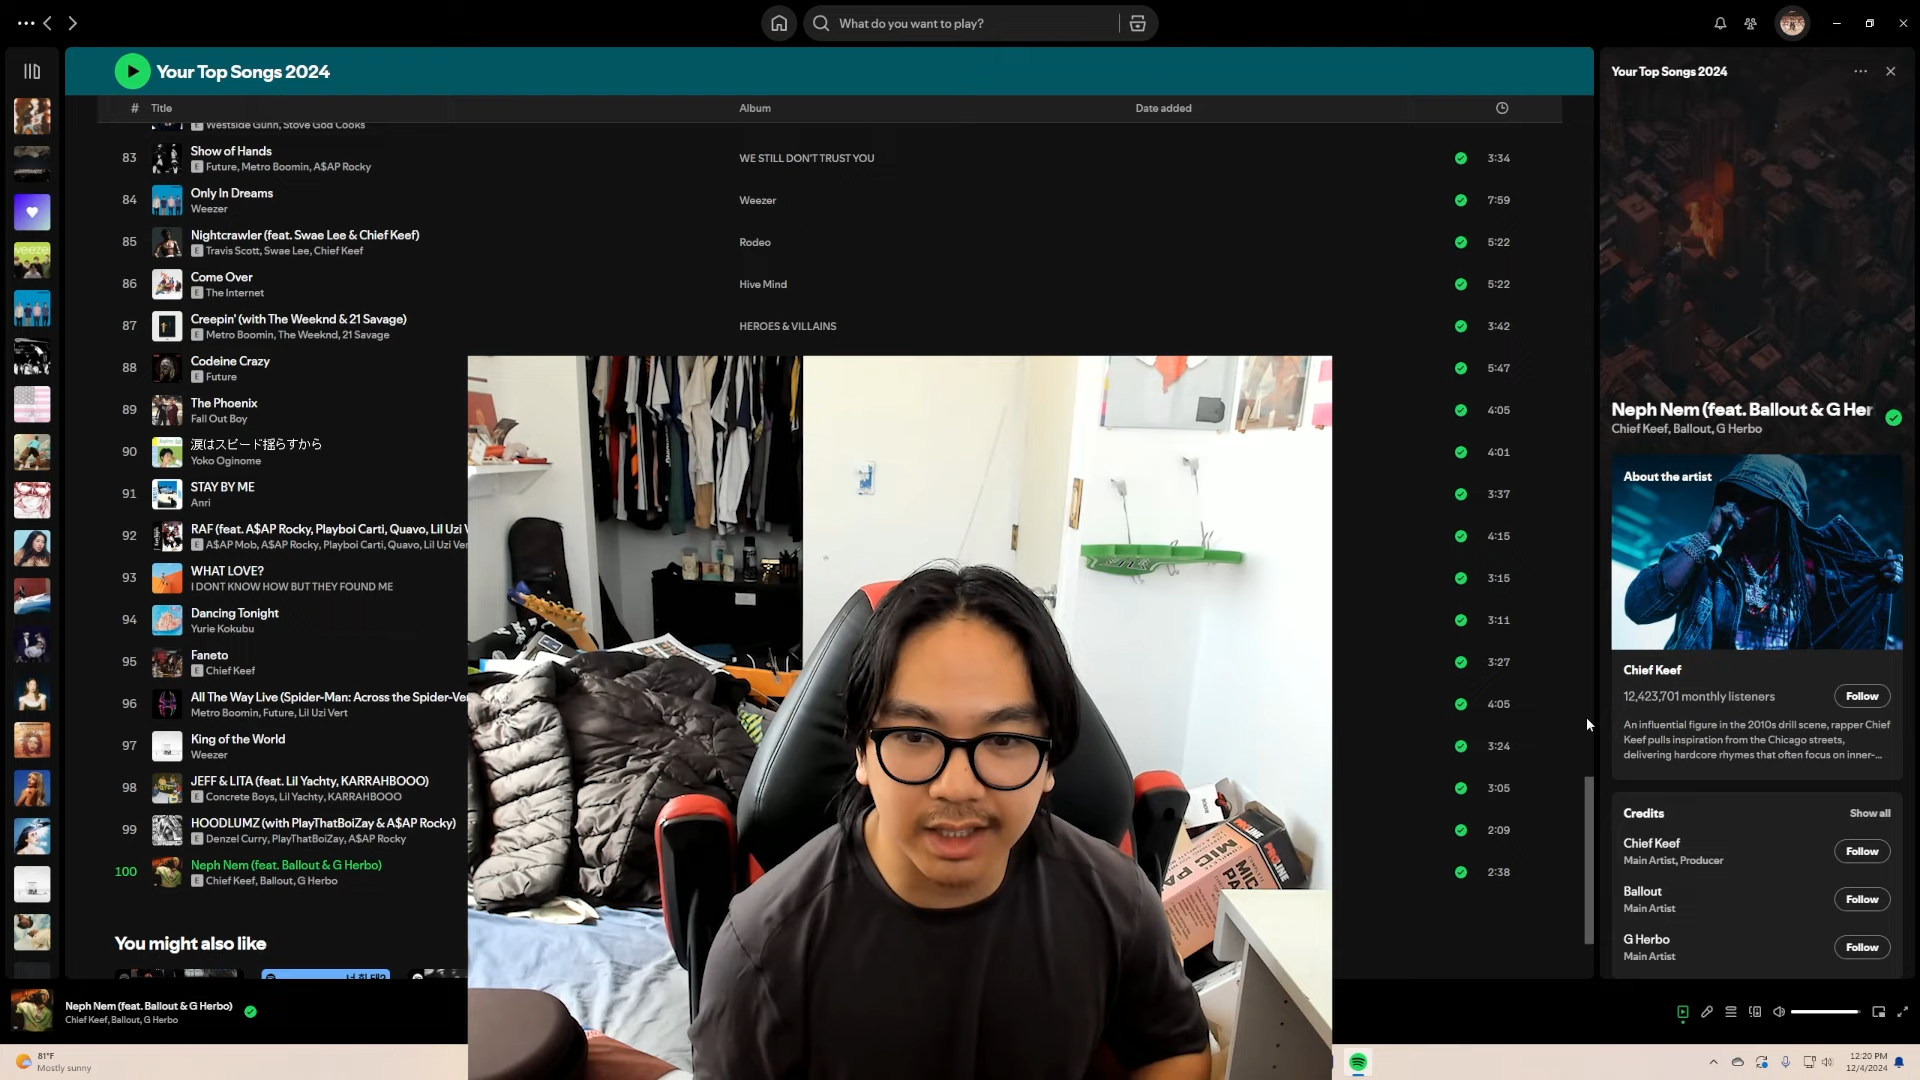 What do you want to play?
Your Top Songs 2024
# Title Album Date added
Westside Gunn, Stove God Cooks
83 Show of Hands WE STILL DON'T TRUST YOU 3:34
E Future, Metro Boomin, A$AP Rocky
84 Only In Dreams Weezer 7:59
Weezer
85 Nightcrawler (feat. Swae Lee & Chief Keef) Rodeo 5:22
E Travis Scott, Swae Lee, Chief Keef
86 Come Over Hive Mind 5:22
E The Internet
87 Creepin' (with The Weeknd & 21 Savage) HEROES & VILLAINS 3:42
E Metro Boomin, The Weeknd, 21 Savage
88 Codeine Crazy 5:47
E Future
89 The Phoenix 4:05
Fall Out Boy
90 涙はスピード揺らすから 4:01
Yoko Oginome
91 STAY BY ME 3:37
Anri
92 RAF (feat. A$AP Rocky, Playboi Carti, Quavo, Lil Uzi 4:15
E A$AP Mob, A$AP Rocky, Playboi Carti, Quavo, Lil Uzi
93 WHAT LOVE? 3:15
I DONT KNOW HOW BUT THEY FOUND ME
94 Dancing Tonight 3:11
Yurie Kokubu
95 Faneto 3:27
E Chief Keef
96 All The Way Live (Spider-Man: Across the 4:05
Metro Boomin, Future, Lil Uzi Vert
97 King of the World 3:24
Weezer
98 JEFF & LITA (feat. Lil Yachty, KARRAHBOOO) 3:05
E Concrete Boys, Lil Yachty, KARRAHBOOO
99 HOODLUMZ (with PlayThatBoiZay & A$AP Rocky) 2:09
E Denzel Curry, PlayThatBoiZay, A$AP Rocky
100 Neph Nem (feat. Ballout & G Herbo) 2:38
E Chief Keef, Ballout, G Herbo
You might also like
PROLINE
MIC
Your Top Songs 2024
Neph Nem (feat. Ballout & G Her
Chief Keef, Ballout, G Herbo
About the artist
Chief Keef
12,423,701 monthly listeners Follow
An influential figure in the 2010s drill scene, rapper Chief
Keef pulls inspiration from the Chicago streets,
delivering hardcore rhymes that often focus on inner-...
Credits Show all
Chief Keef
Main Artist, Producer Follow
Ballout
Main Artist Follow
G Herbo
Main Artist Follow
Neph Nem (feat. Ballout & G Herbo)
Chief Keef, Ballout, G Herbo
81°F
Mostly sunny
12:20 PM
12/4/2024